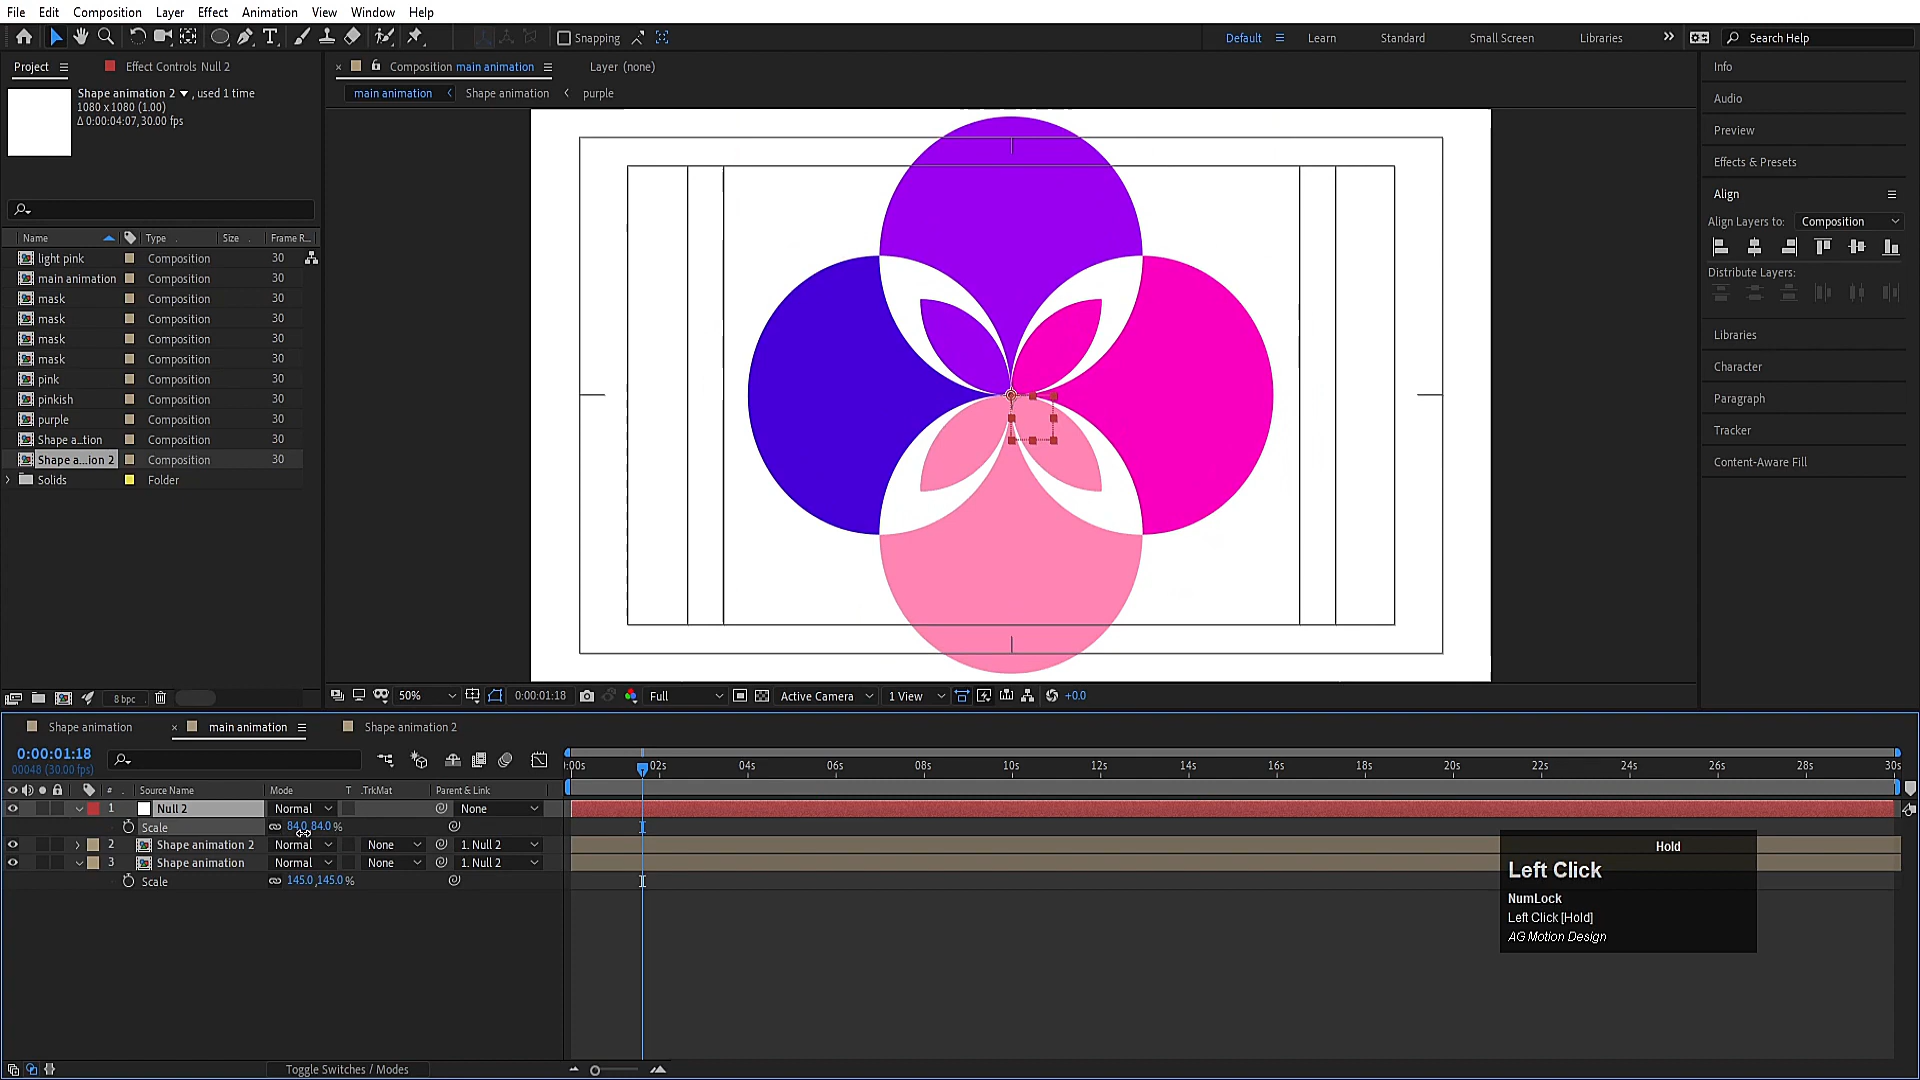 File Edit Composition Layer Effect Animation View Window Help
Snapping Default Learn Standard Small Screen Libraries Search Help
Project Effect Controls Null 2 Composition main animation Layer (none) Info
main animation Shape animation purple
Shape animation 2 , used 1 time
1080 x 1080 (1.00)
Δ 0:00:04:07, 30.00 fps
Audio
Preview
Effects & Presets
Align
Align Layers to: Composition
Distribute Layers:
Libraries
Character
Paragraph
Tracker
Content-Aware Fill
Name Type Size Frame R...
light pink Composition 30
main animation Composition 30
mask Composition 30
mask Composition 30
mask Composition 30
mask Composition 30
pink Composition 30
pinkish Composition 30
purple Composition 30
Shape a...tion Composition 30
Shape a...ion 2 Composition 30
Solids Folder
8 bpc 50% 0:00:01:18 Full Active Camera 1 View +0.0
Shape animation main animation Shape animation 2
0:00:01:18
00048 (30.00 fps)
:00s 02s 04s 06s 08s 10s 12s 14s 16s 18s 20s 22s 24s 26s 28s 30s
# Source Name Mode T .TrkMat Parent & Link
1 Null 2 Normal None
Scale 84.0,84.0%
2 Shape animation 2 Normal None 1. Null 2
3 Shape animation Normal None 1. Null 2
Scale 145.0,145.0%
Hold
Left Click
NumLock
Left Click [Hold]
AG Motion Design
Toggle Switches / Modes